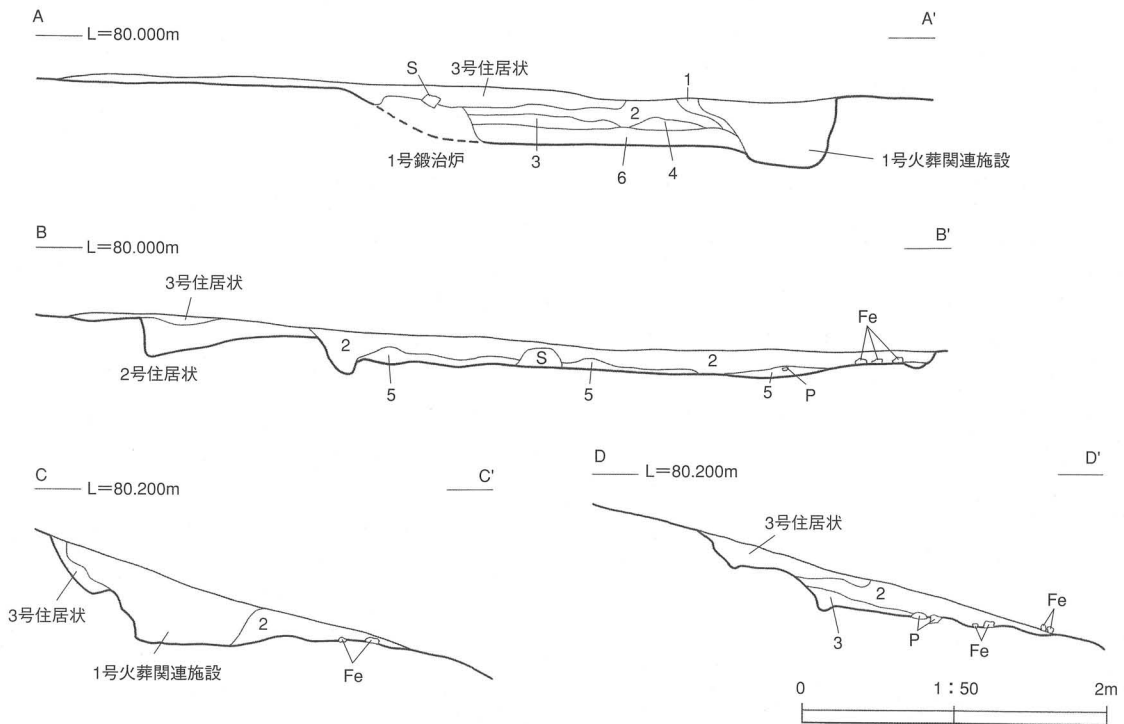 A A'
L=80.000m
S 3号住居状 1
2
1号鍛治炉 3 6 4 1号火葬関連施設
B B'
L=80.000m
3号住居状 Fe
2 S 2
2号住居状 5 5 5 P
C C'
L=80.200m
3号住居状 2
1号火葬関連施設 Fe
D D'
L=80.200m
3号住居状
2 Fe
3 P Fe
0 1:50 2m